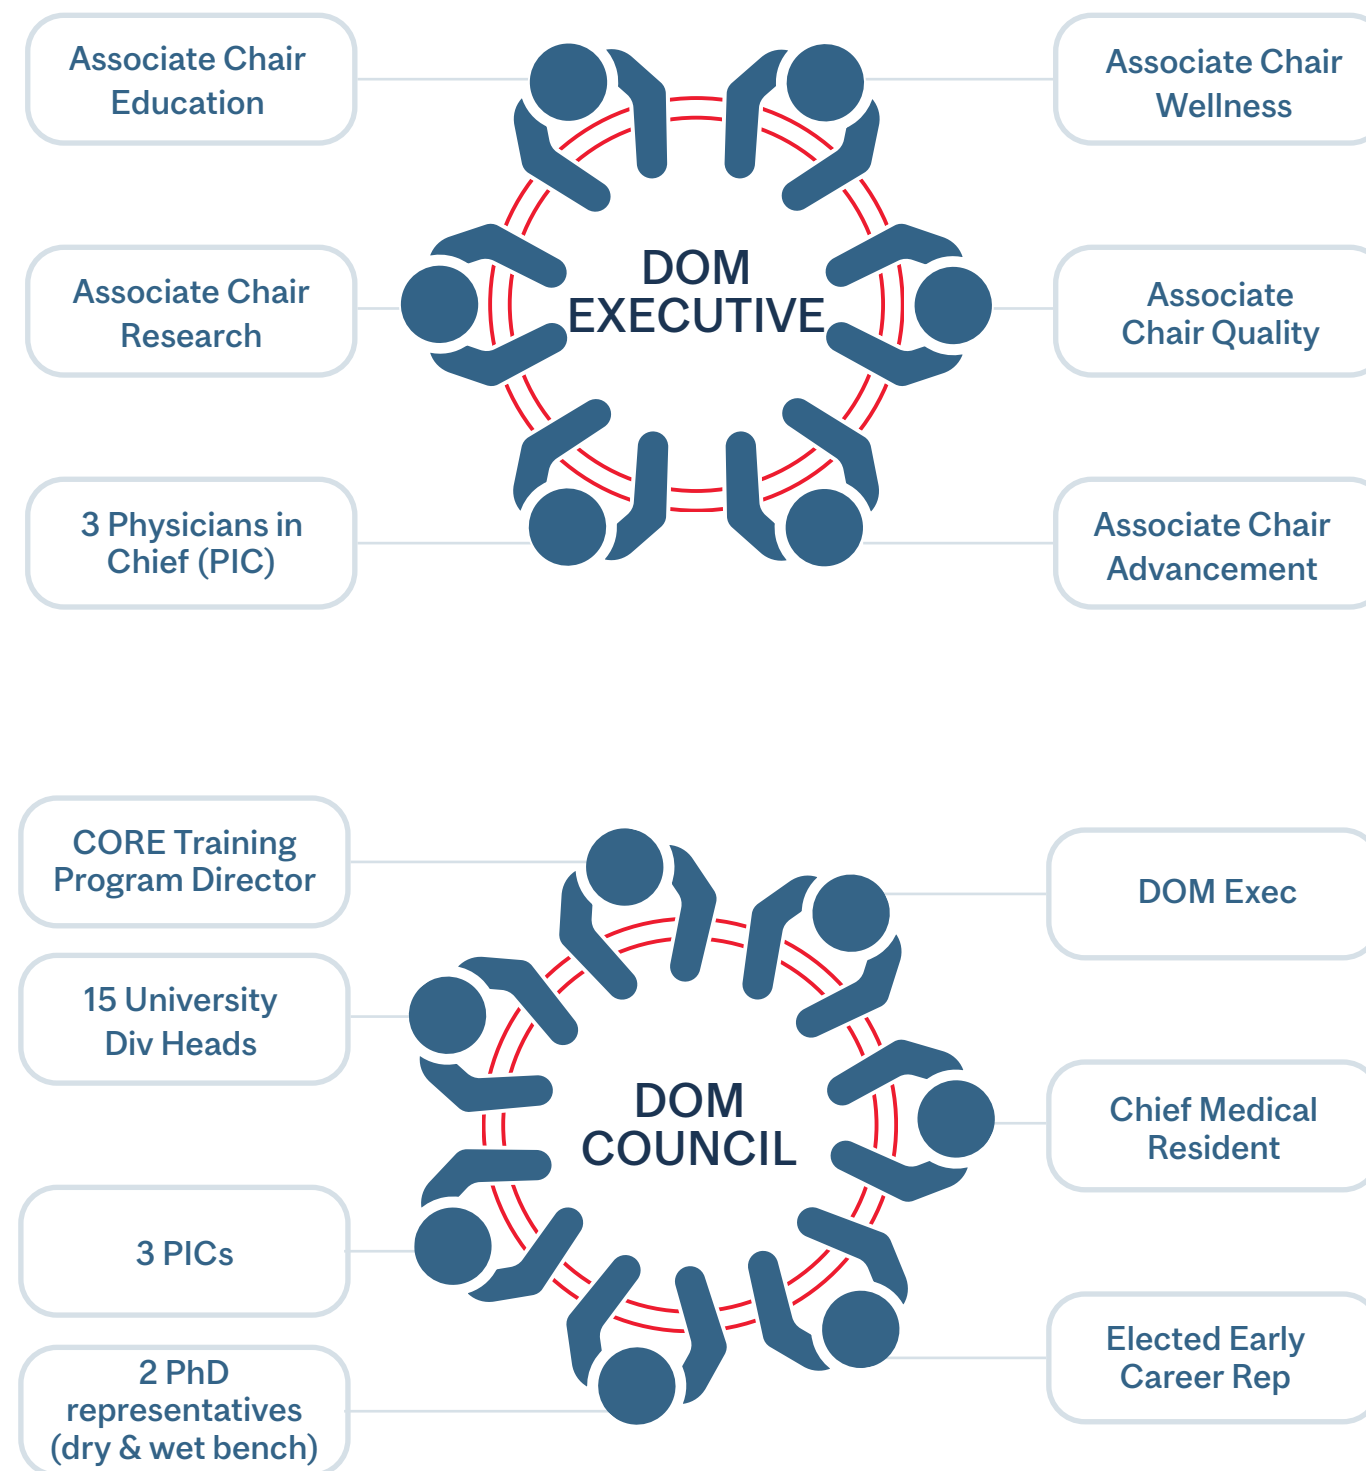 Associate Chair
Education
Associate Chair
Wellness
Associate Chair
Research
DOM
EXECUTIVE
Associate
Chair Quality
3 Physicians in
Chief (PIC)
Associate Chair
Advancement
CORE Training
Program Director
DOM Exec
15 University
Div Heads
DOM
COUNCIL
Chief Medical
Resident
3 PICs
Elected Early
Career Rep
2 PhD
representatives
(dry & wet bench)